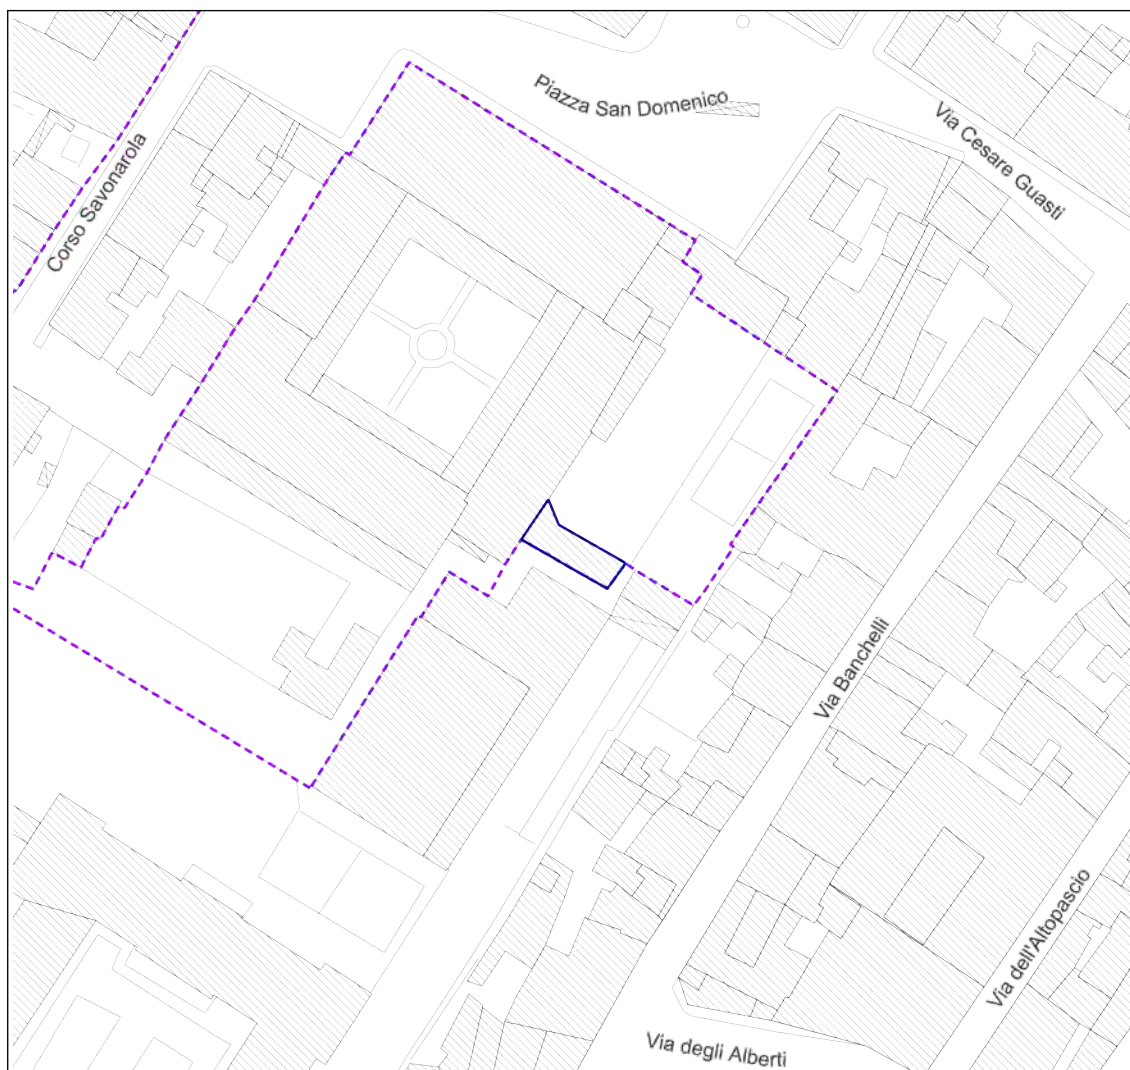 Piazza San Domenico
Via Cesare Guasti
Corso Savonarola
Via Banchelli
Via dell'Altopascio
Via degli Alberti